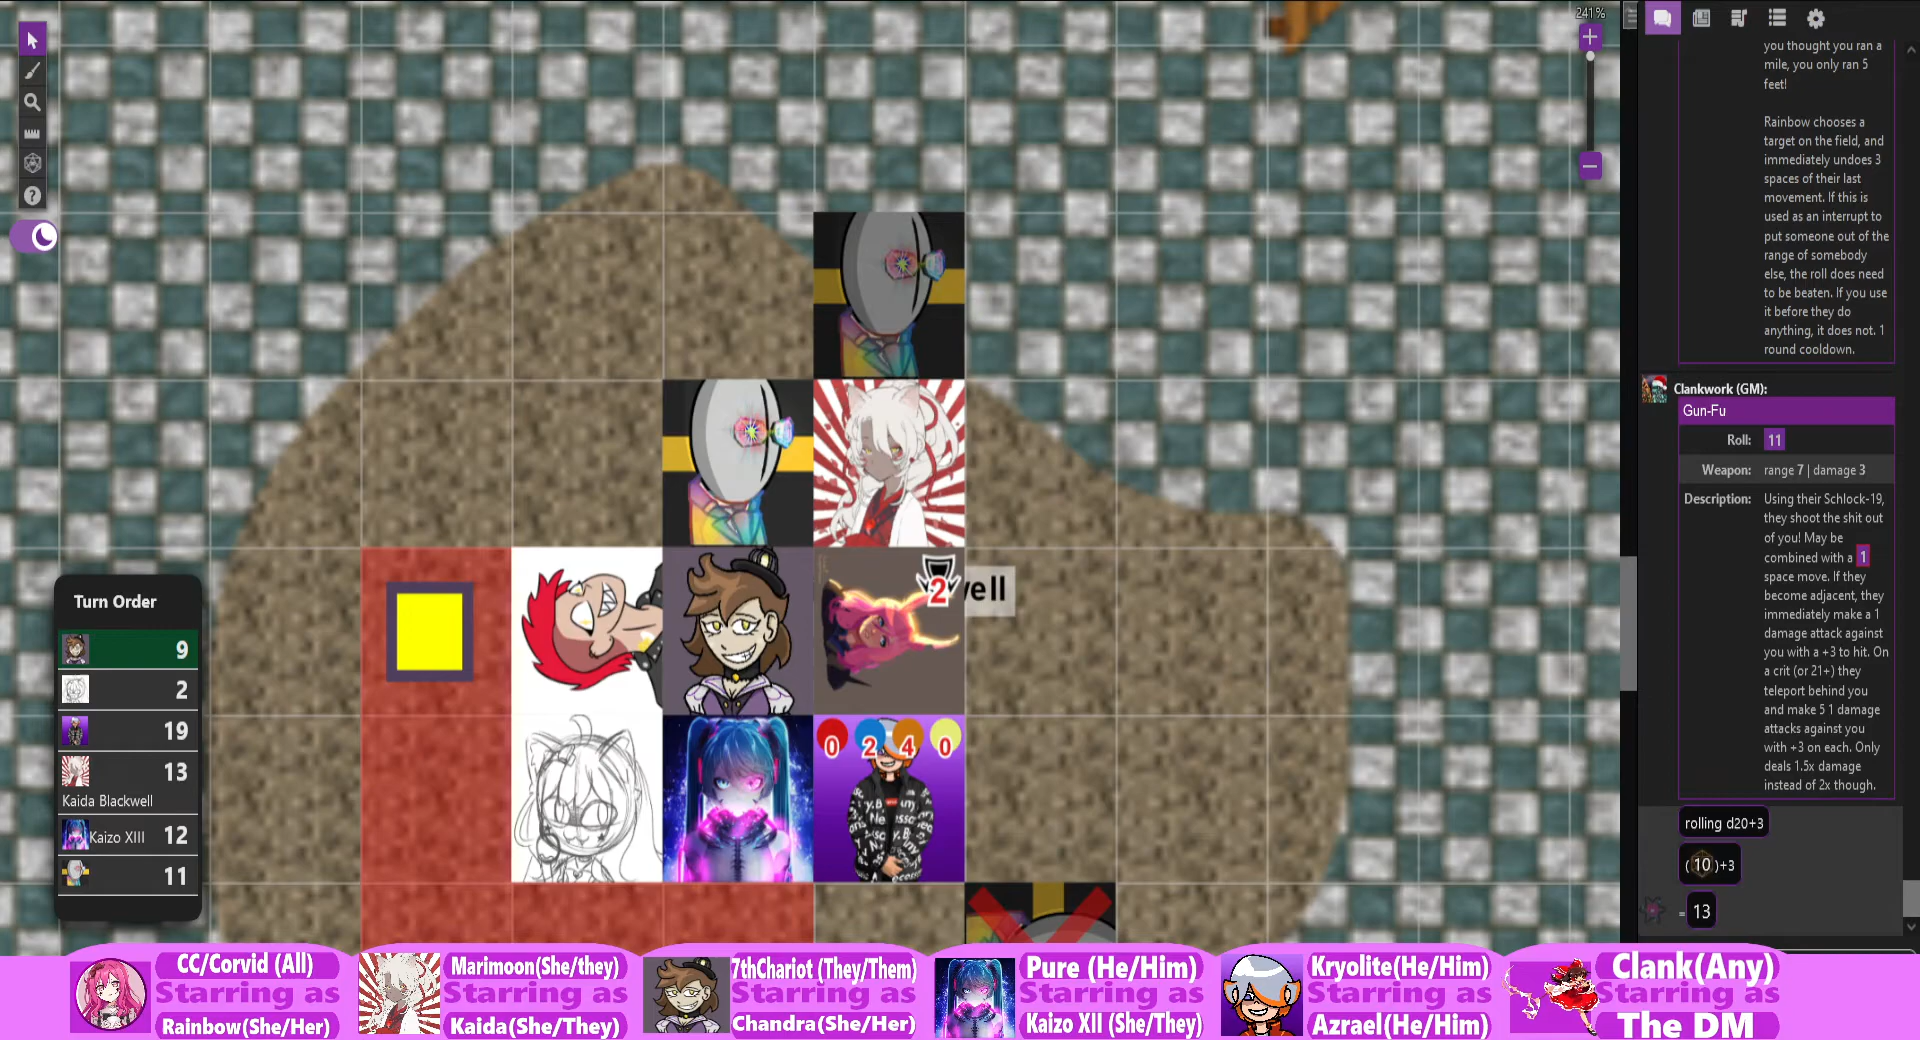 241%
you thought you ran a
mile, you only ran 5
feet!
Rainbow chooses a
target on the field, and
immediately undoes 3
spaces of their last
movement. If this is
used as an interrupt to
put someone out of the
range of somebody
else, the roll does need
to be beaten. If you use
it before they do
anything, it does not. 1
round cooldown.
Clankwork (GM):
Gun-Fu
Roll: 11
Weapon: range 7 | damage 3
Description: Using their Schlock-19,
they shoot the shit out
of you! May be
combined with a 1
space move. If they
become adjacent, they
immediately make a 1
damage attack against
you with a +3 to hit. On
a crit (or 21+) they
teleport behind you
and make 5 1 damage
attacks against you
with +3 on each. Only
deals 1.5x damage
instead of 2x though.
rolling d20+3
(10)+3
= 13
2
ell
0 2 4 0
Turn Order
9
2
19
13
Kaida Blackwell
Kaizo XIII 12
11
CC/Corvid (All)
Starring as
Rainbow(She/Her)
Marimoon(She/they)
Starring as
Kaida(She/They)
7thChariot (They/Them)
Starring as
Chandra(She/Her)
Pure (He/Him)
Starring as
Kaizo XII (She/They)
Kryolite(He/Him)
Starring as
Azrael(He/Him)
Clank(Any)
Starring as
The DM